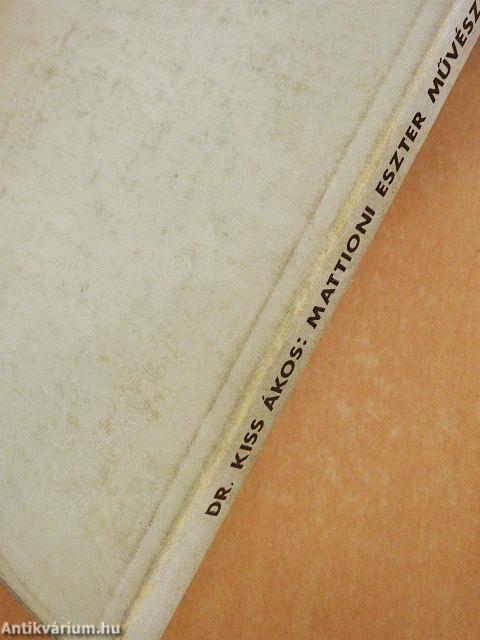 DR. KISS ÁKOS: MATTIONI ESZTER MŰVÉSZ
Antikvárium.hu